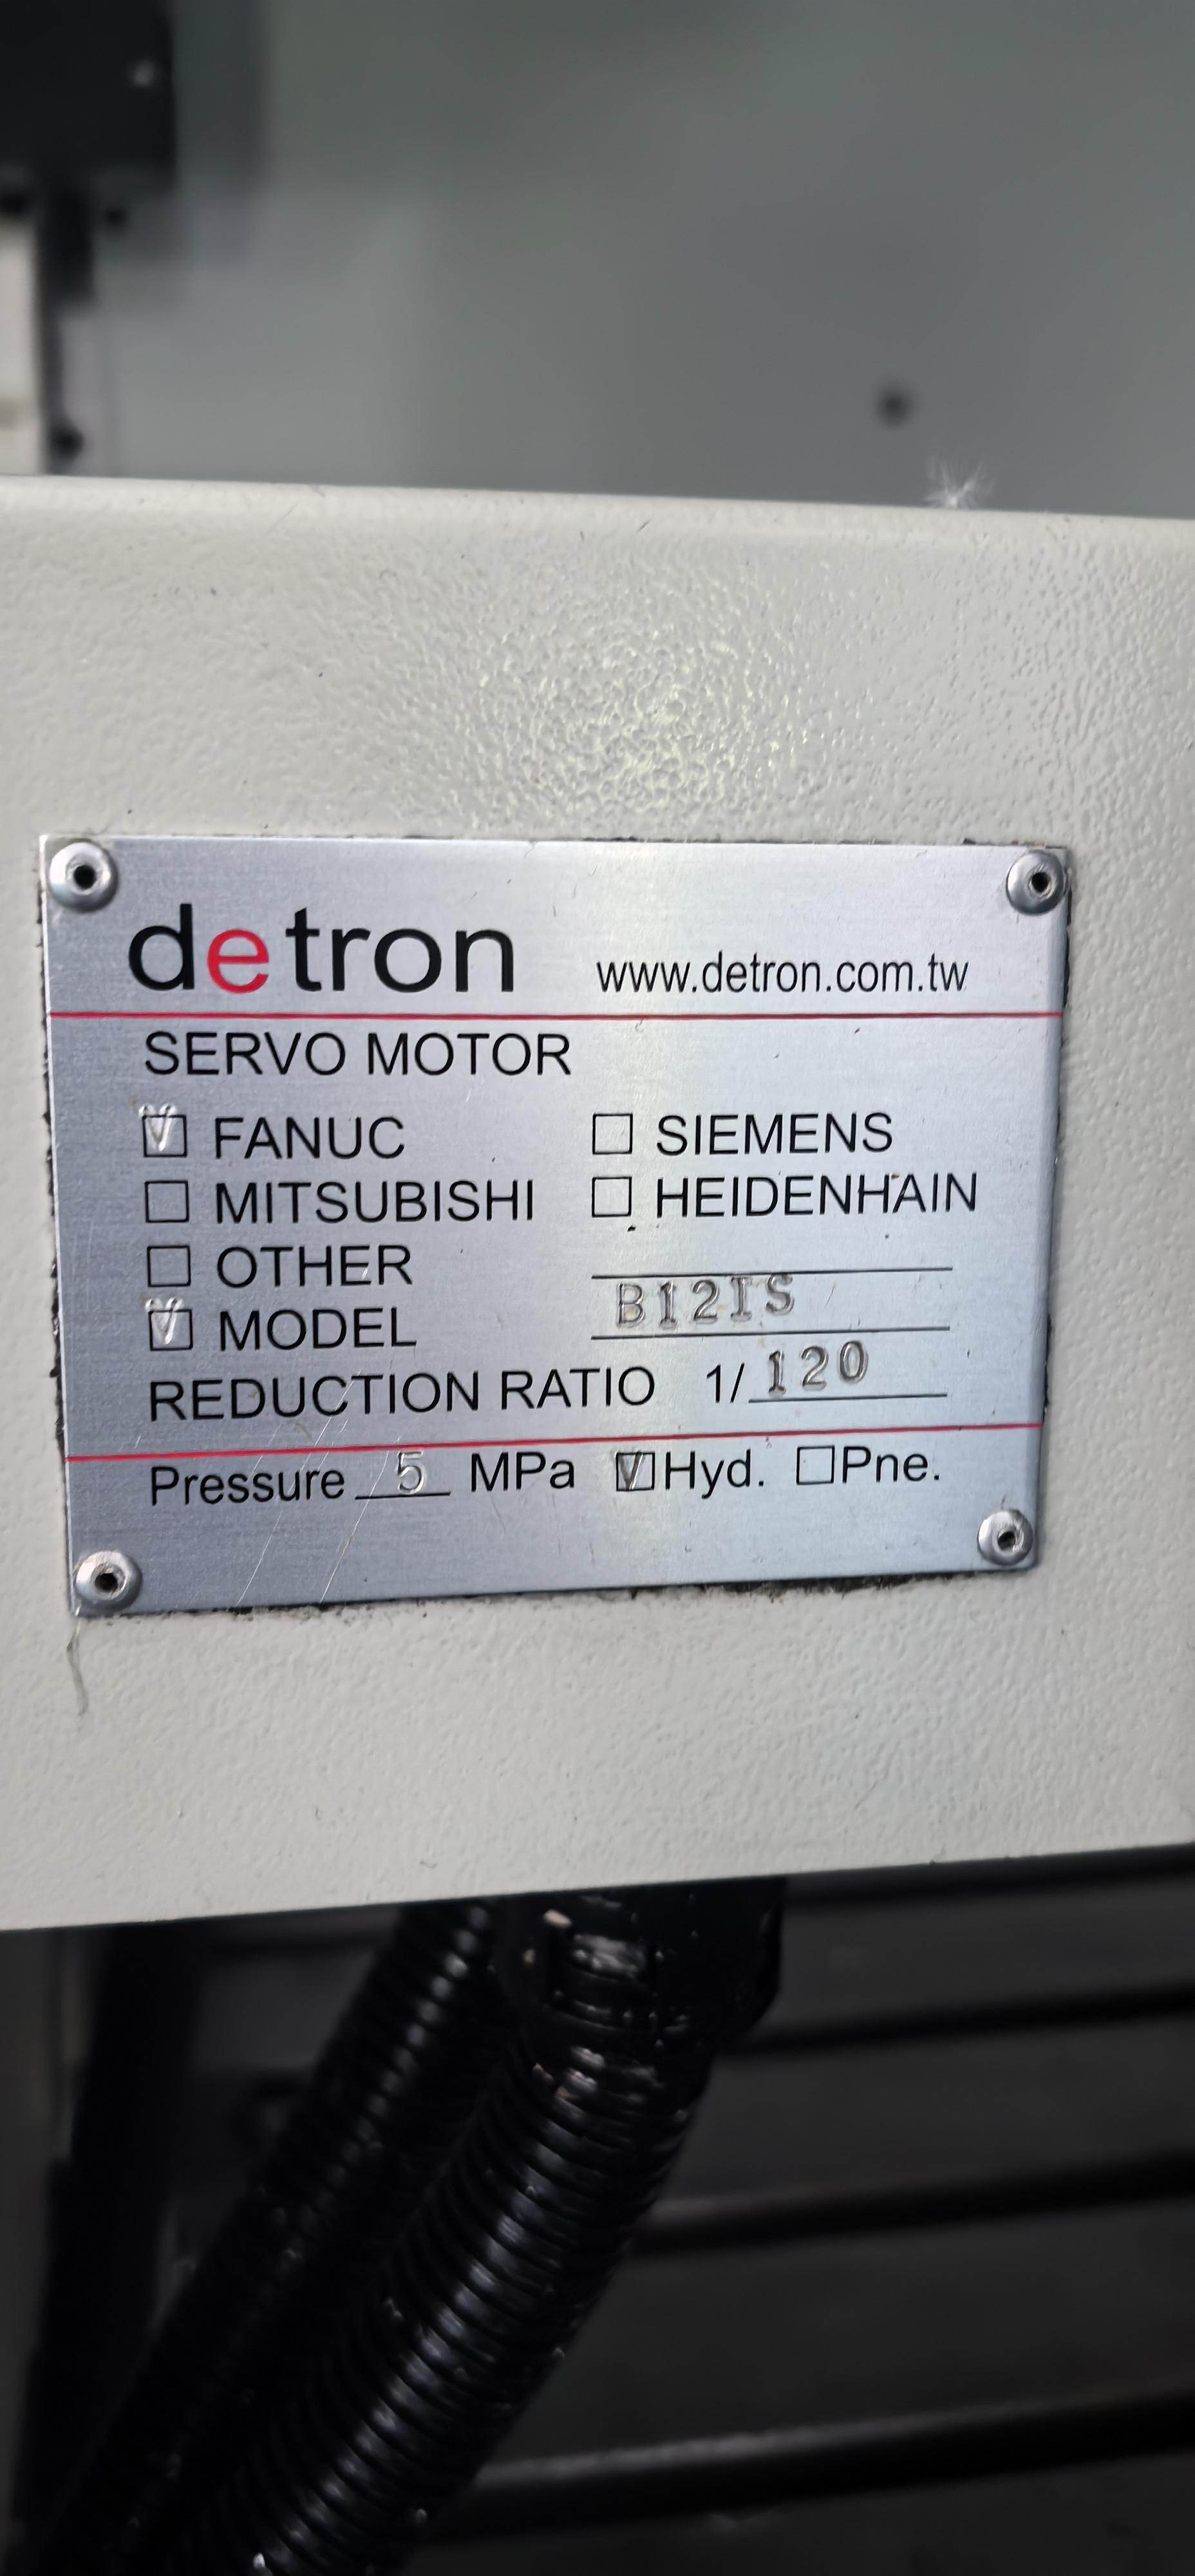 detron www.detron.com.tw
SERVO MOTOR
☑ FANUC ☐ SIEMENS
☐ MITSUBISHI ☐ HEIDENHAIN
☐ OTHER
☑ MODEL B12IS
REDUCTION RATIO 1/120
Pressure 5 MPa ☑Hyd. ☐Pne.